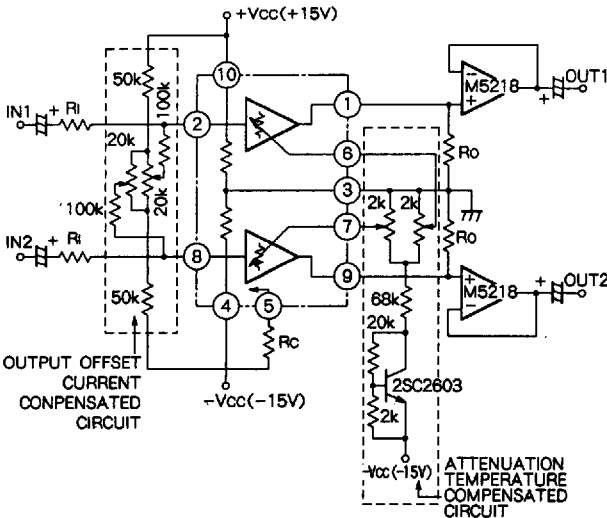 +VCC(+15V)
50k
100k
10
M5218
OUT1
+
−
+
IN1
+
Ri
2
1
20k
6
Ro
3
20k
2k
2k
100k
7
IN2
+
Ri
8
9
Ro
+
M5218
−
+
OUT2
50k
4
5
68k
Rc
20k
OUTPUT OFFSET
CURRENT
CONPENSATED
CIRCUIT
−VCC(−15V)
2SC2603
2k
−VCC(−15V)
ATTENUATION
TEMPERATURE
COMPENSATED
CIRCUIT